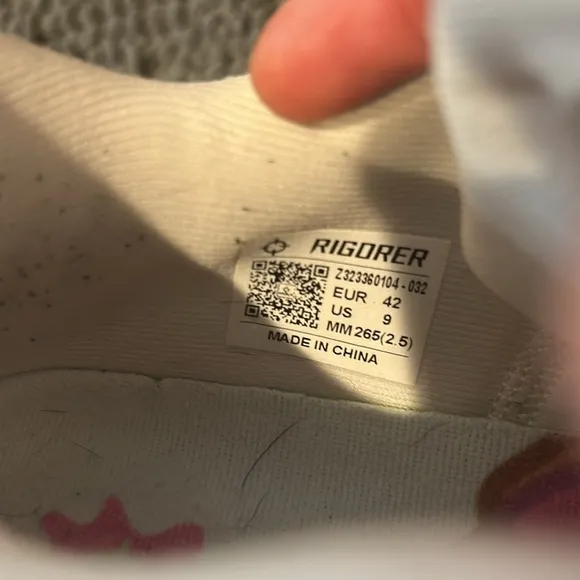 RIGORER
Z323360104-032
EUR 42
US 9
MM 265(2.5)
MADE IN CHINA